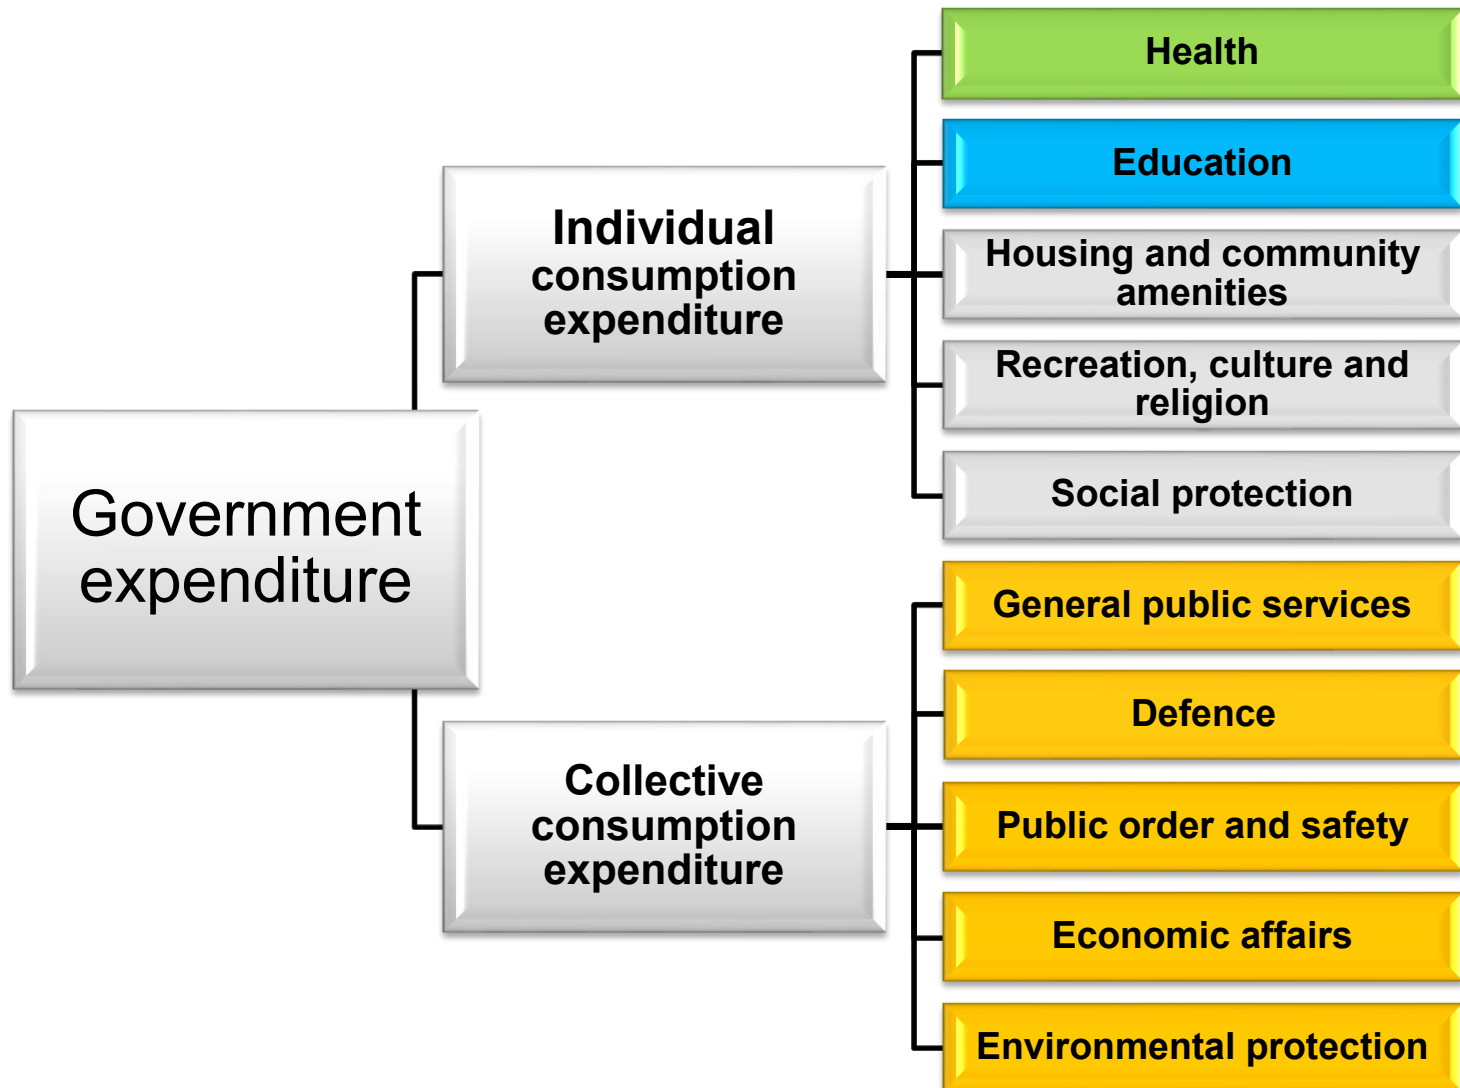 Health
Education
Individual
consumption
expenditure
Housing and community
amenities
Recreation, culture and
religion
Social protection
Government
expenditure
General public services
Defence
Collective
consumption
expenditure
Public order and safety
Economic affairs
Environmental protection